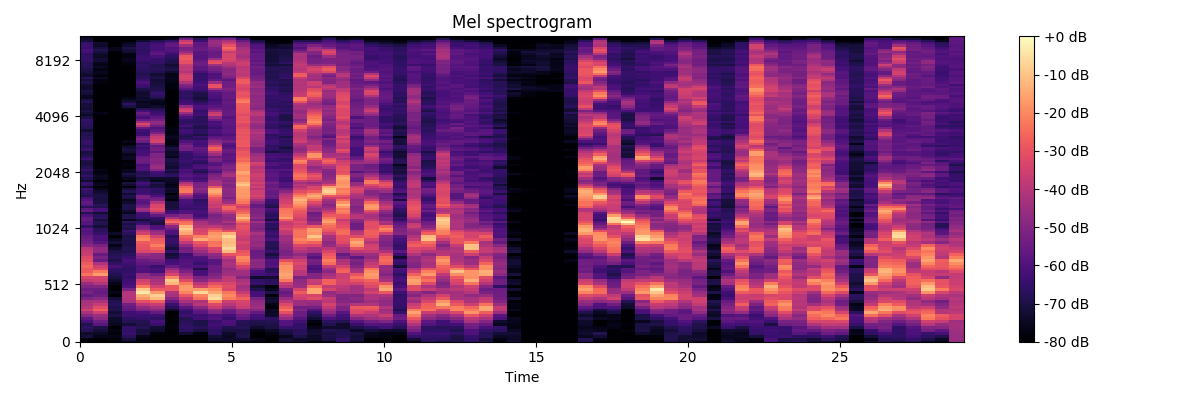 Mel spectrogram
Hz
8192
4096
2048
1024
512
0
0 5 10 15 20 25
Time
+0 dB
-10 dB
-20 dB
-30 dB
-40 dB
-50 dB
-60 dB
-70 dB
-80 dB